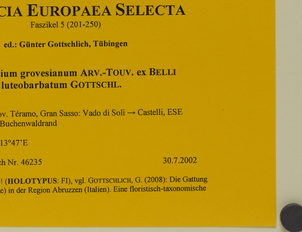 CIA EUROPAEA SELECTA
Faszikel 5 (201-250)
ed.: Günter Gottschlich, Tübingen
ium grovesianum ARV.-TOUV. ex BELLI
luteobarbatum GOTTSCHL.
ov. Téramo, Gran Sasso: Vado di Soli → Castelli, ESE
Buchenwaldrand
13°47'E
ch Nr. 46235 30.7.2002
! (HOLOTYPUS: FI), vgl. GOTTSCHLICH, G. (2008): Die Gattung
e) in der Region Abruzzen (Italien). Eine floristisch-taxonomische